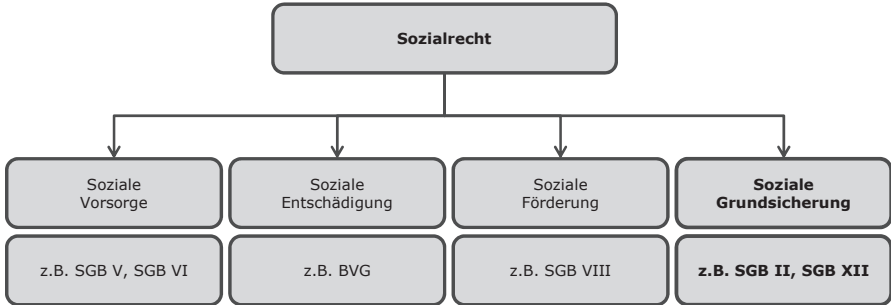 Sozialrecht
Soziale
Vorsorge
Soziale
Entschädigung
Soziale
Förderung
Soziale
Grundsicherung
z.B. SGB V, SGB VI
z.B. BVG
z.B. SGB VIII
z.B. SGB II, SGB XII